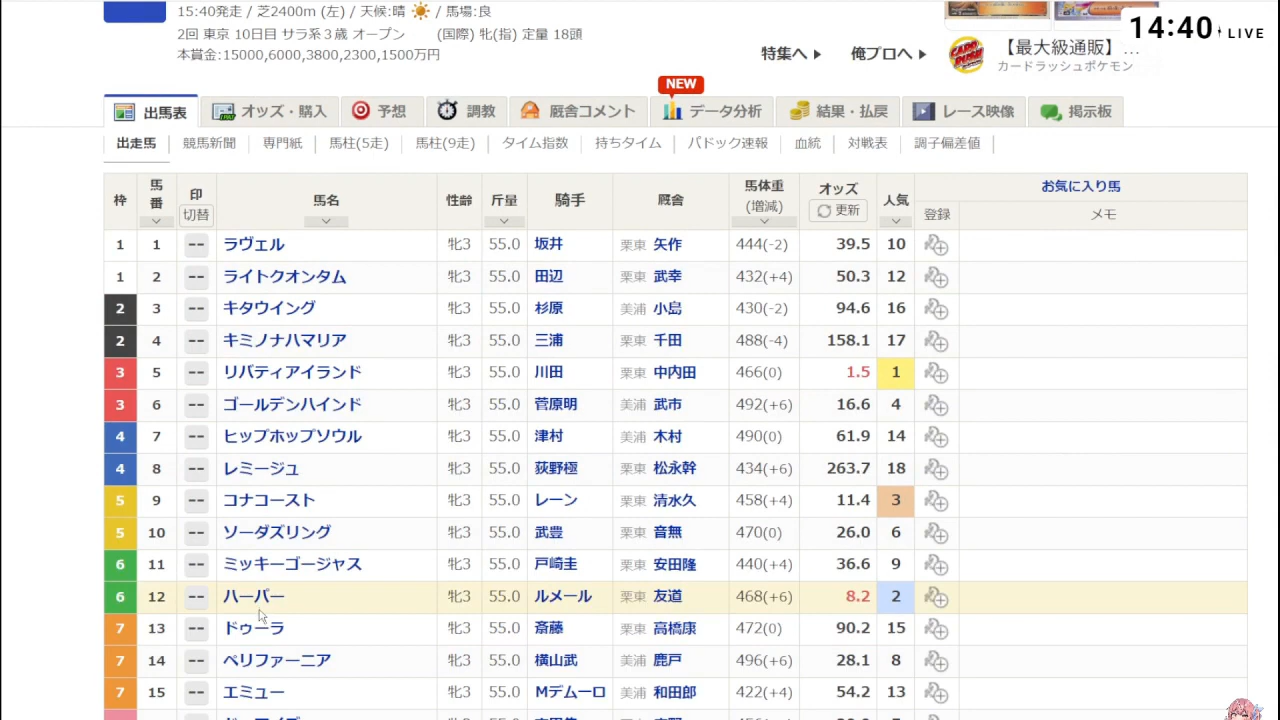 15:40発走 / 芝2400m (左) / 天候:晴 / 馬場:良
2回 東京 10日目 サラ系3歳 オープン (国際) 牝(指) 定量 18頭
本賞金:15000,6000,3800,2300,1500万円
特集へ 俺プロへ
【最大級通販】...
カードラッシュポケモン
14:40 LIVE
NEW
出馬表 オッズ・購入 予想 調教 厩舎コメント データ分析 結果・払戻 レース映像 掲示板
出走馬 競馬新聞 専門紙 馬柱(5走) 馬柱(9走) タイム指数 持ちタイム パドック速報 血統 対戦表 調子偏差値
枠 馬番 印 切替 馬名 性齢 斤量 騎手 厩舎 馬体重(増減) オッズ 更新 人気 お気に入り馬
登録 メモ
1 1 -- ラヴェル 牝3 55.0 坂井 栗東 矢作 444(-2) 39.5 10
1 2 -- ライトクオンタム 牝3 55.0 田辺 栗東 武幸 432(+4) 50.3 12
2 3 -- キタウイング 牝3 55.0 杉原 美浦 小島 430(-2) 94.6 16
2 4 -- キミノナハマリア 牝3 55.0 三浦 栗東 千田 488(-4) 158.1 17
3 5 -- リバティアイランド 牝3 55.0 川田 栗東 中内田 466(0) 1.5 1
3 6 -- ゴールデンハインド 牝3 55.0 菅原明 美浦 武市 492(+6) 16.6 4
4 7 -- ヒップホップソウル 牝3 55.0 津村 美浦 木村 490(0) 61.9 14
4 8 -- レミージュ 牝3 55.0 荻野極 栗東 松永幹 434(+6) 263.7 18
5 9 -- コナコースト 牝3 55.0 レーン 栗東 清水久 458(+4) 11.4 3
5 10 -- ソーダズリング 牝3 55.0 武豊 栗東 音無 470(0) 26.0 6
6 11 -- ミッキーゴージャス 牝3 55.0 戸崎圭 栗東 安田隆 440(+4) 36.6 9
6 12 -- ハーパー 牝3 55.0 ルメール 栗東 友道 468(+6) 8.2 2
7 13 -- ドゥーラ 牝3 55.0 斎藤 栗東 高橋康 472(0) 90.2 15
7 14 -- ペリファーニア 牝3 55.0 横山武 美浦 鹿戸 496(+6) 28.1 8
7 15 -- エミュー 牝3 55.0 Mデムーロ 美浦 和田郎 422(+4) 54.2 13